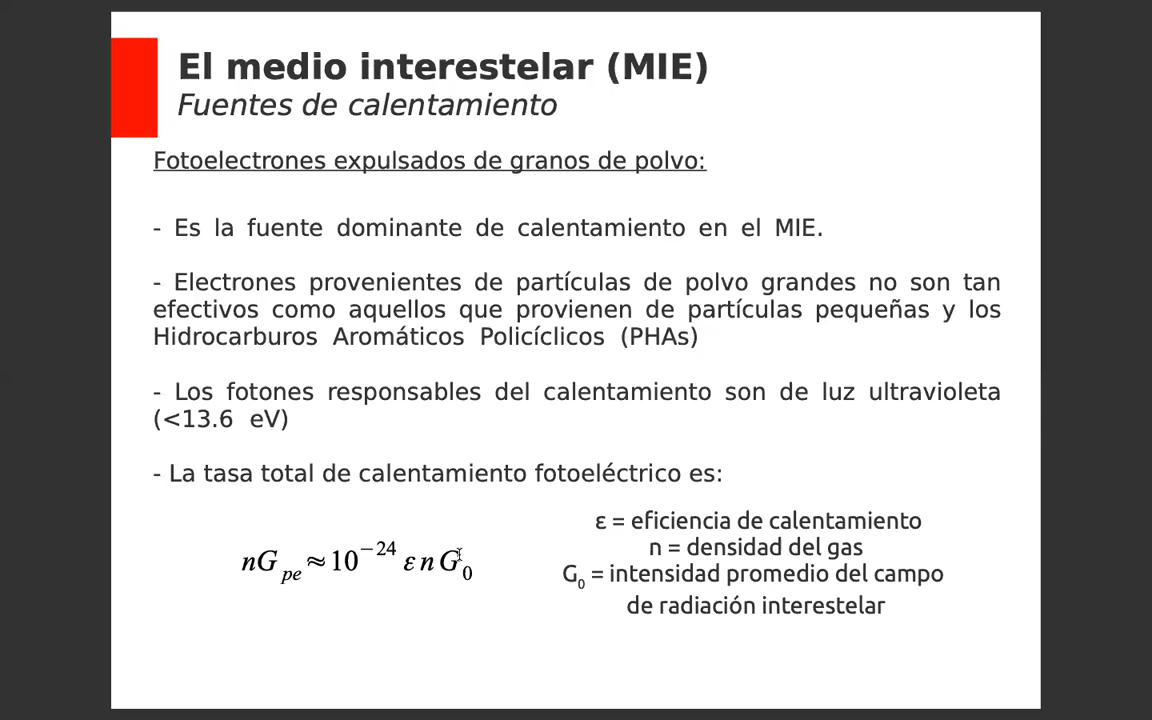 El medio interestelar (MIE)
Fuentes de calentamiento
Fotoelectrones expulsados de granos de polvo:
- Es la fuente dominante de calentamiento en el MIE.
- Electrones provenientes de partículas de polvo grandes no son tan
efectivos como aquellos que provienen de partículas pequeñas y los
Hidrocarburos Aromáticos Policíclicos (PHAs)
- Los fotones responsables del calentamiento son de luz ultravioleta
(<13.6 eV)
- La tasa total de calentamiento fotoeléctrico es:
nG_pe ≈ 10^−24 ε n G_0
ε = eficiencia de calentamiento
n = densidad del gas
G_0 = intensidad promedio del campo
de radiación interestelar